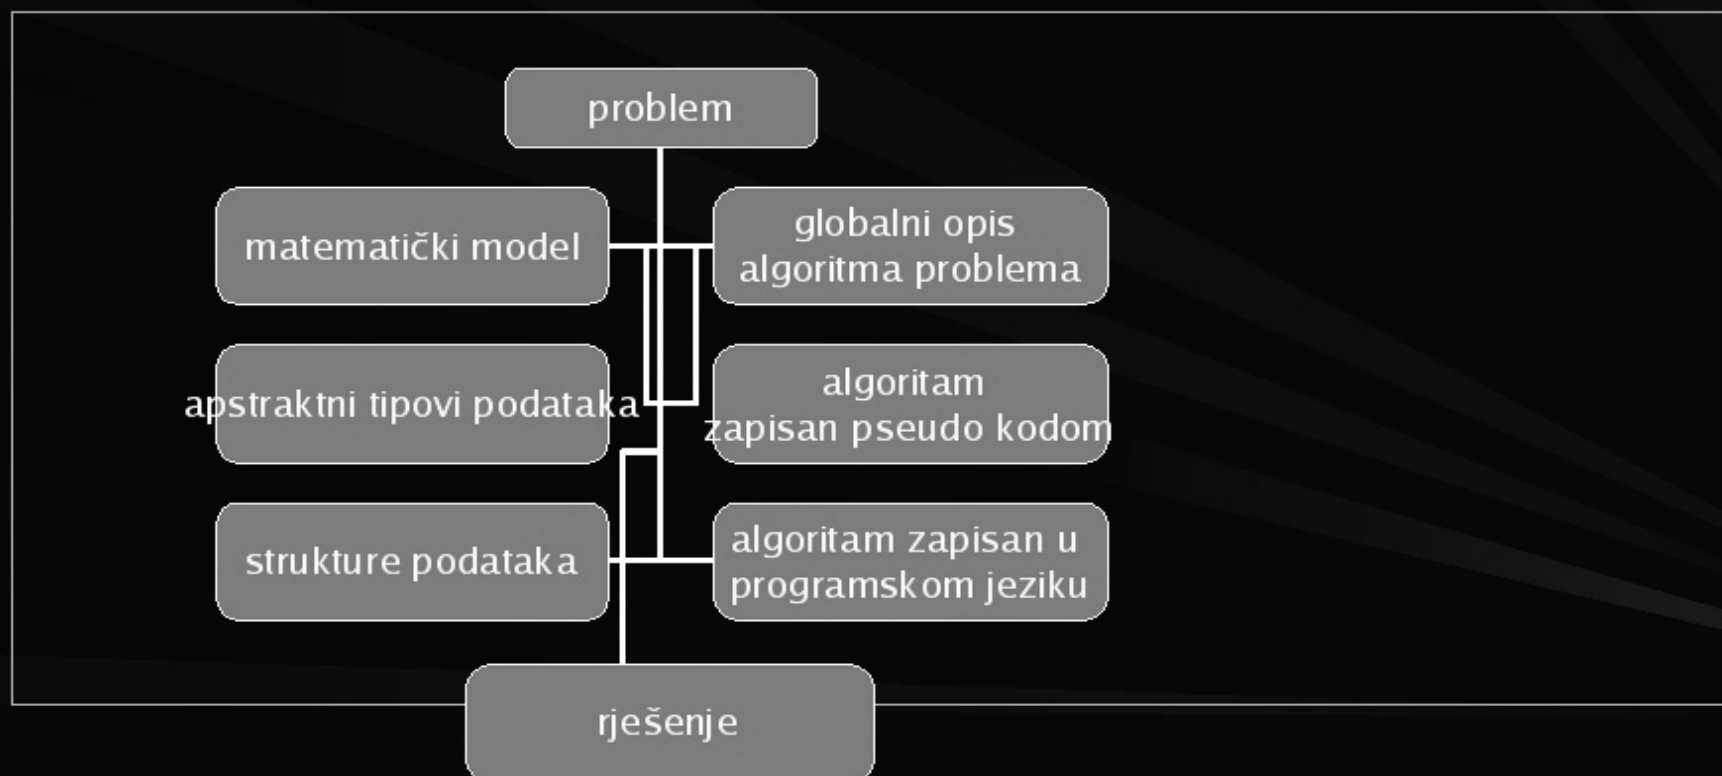 problem
matematički model
globalni opis
algoritma problema
apstraktni tipovi podataka
algoritam
zapisan pseudo kodom
strukture podataka
algoritam zapisan u
programskom jeziku
rješenje